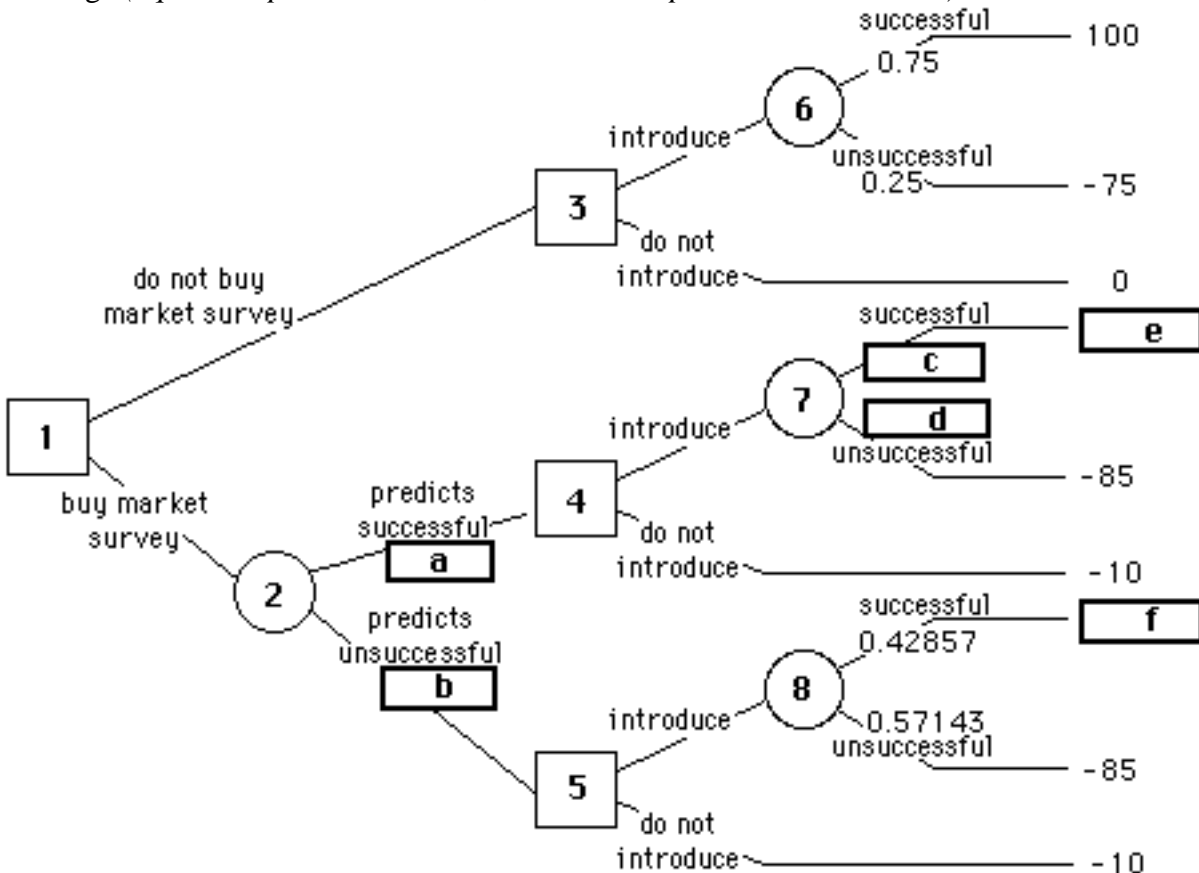 successful
100
0.75
6
introduce
unsuccessful
0.25
-75
3
do not
introduce
0
do not buy
market survey
successful
e
c
7
d
introduce
unsuccessful
-85
1
buy market
survey
predicts
successful
a
4
do not
introduce
-10
2
predicts
unsuccessful
b
successful
f
0.42857
8
introduce
0.57143
unsuccessful
-85
5
do not
introduce
-10